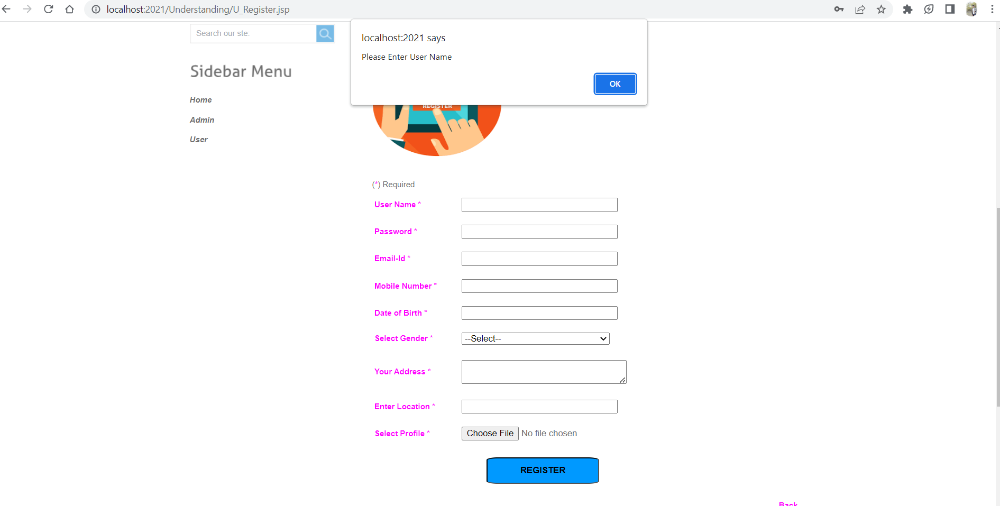 localhost:2021/Understanding/U_Register.jsp
Search our ste:
Sidebar Menu
Home
Admin
User
localhost:2021 says
Please Enter User Name
OK
REGISTER
(*) Required
User Name *
Password *
Email-Id *
Mobile Number *
Date of Birth *
Select Gender * --Select--
Your Address *
Enter Location *
Select Profile * Choose File No file chosen
REGISTER
Back